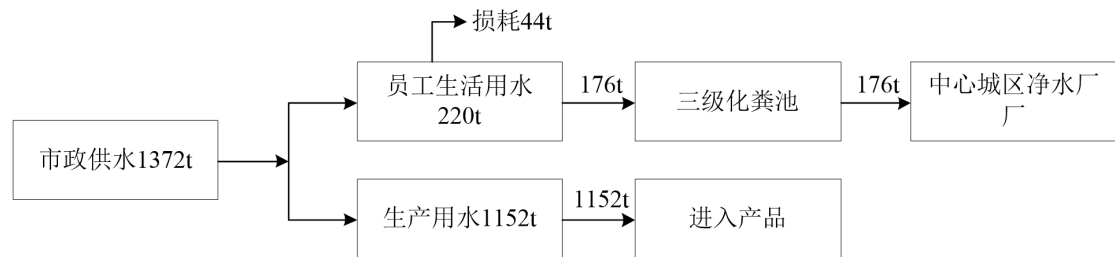 损耗44t
员工生活用水
220t
176t
三级化粪池
176t
中心城区净水厂
厂
市政供水1372t
生产用水1152t
1152t
进入产品